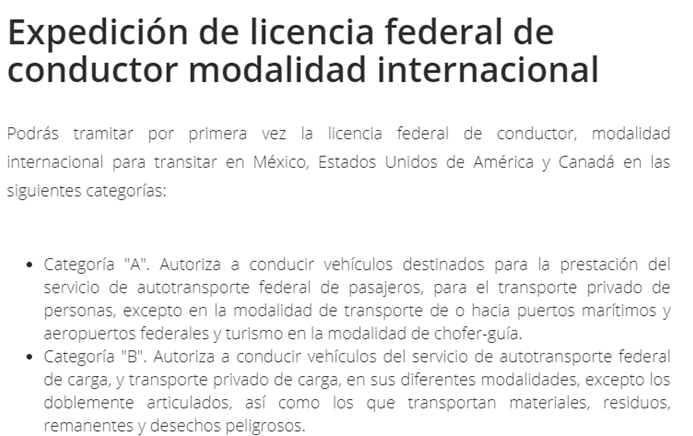 Expedición de licencia federal de
conductor modalidad internacional
Podrás tramitar por primera vez la licencia federal de conductor, modalidad
internacional para transitar en México, Estados Unidos de América y Canadá en las
siguientes categorías:
• Categoría "A". Autoriza a conducir vehículos destinados para la prestación del
servicio de autotransporte federal de pasajeros, para el transporte privado de
personas, excepto en la modalidad de transporte de o hacia puertos marítimos y
aeropuertos federales y turismo en la modalidad de chofer-guía.
• Categoría "B". Autoriza a conducir vehículos del servicio de autotransporte federal
de carga, y transporte privado de carga, en sus diferentes modalidades, excepto los
doblemente articulados, así como los que transportan materiales, residuos,
remanentes y desechos peligrosos.